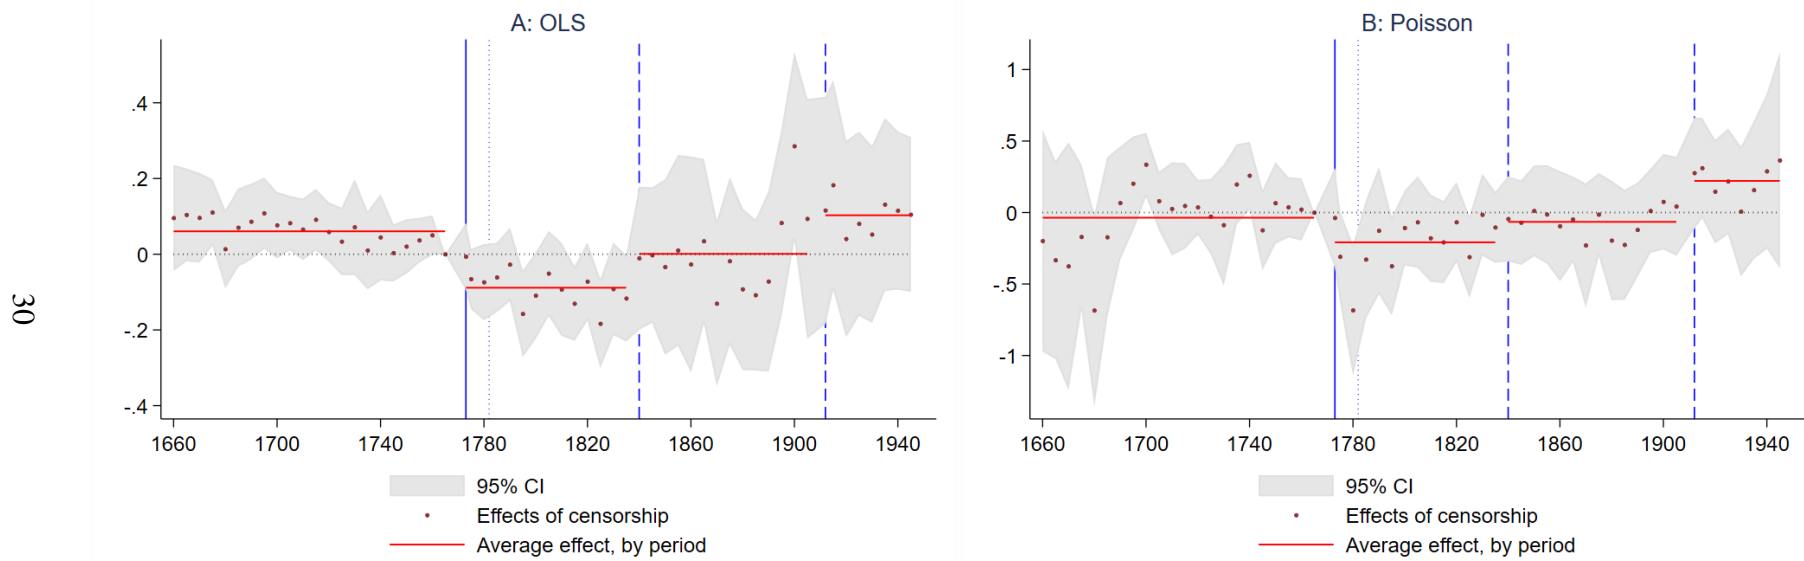 A: OLS
.4
.2
0
-.2
-.4
1660 1700 1740 1780 1820 1860 1900 1940
95% CI
Effects of censorship
Average effect, by period
B: Poisson
1
.5
0
-.5
-1
1660 1700 1740 1780 1820 1860 1900 1940
95% CI
Effects of censorship
Average effect, by period
30